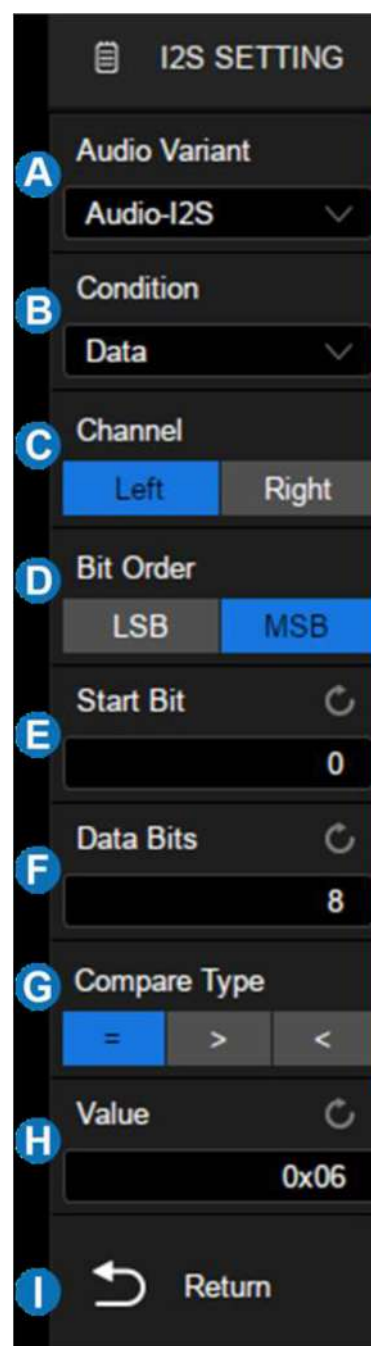 I2S SETTING
A
Audio Variant
Audio-I2S
B
Condition
Data
C
Channel
Left Right
D
Bit Order
LSB MSB
E
Start Bit
0
F
Data Bits
8
G
Compare Type
= > <
H
Value
0x06
I
Return